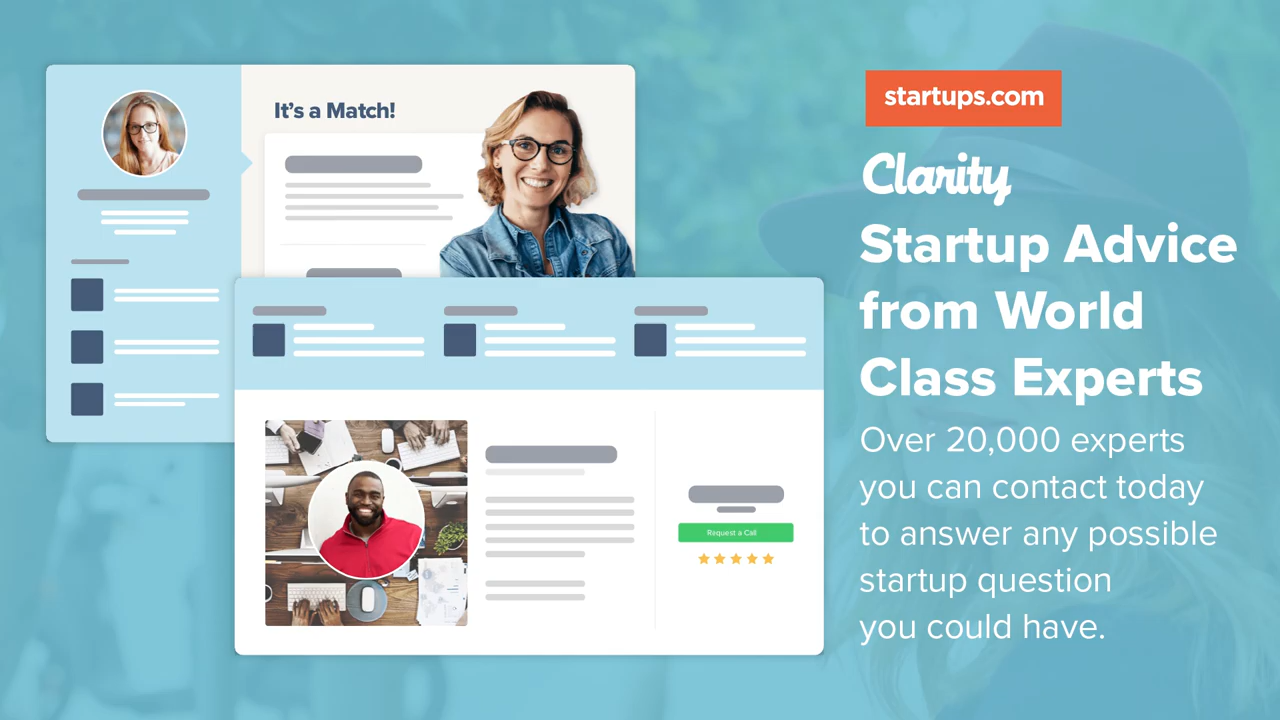 It's a Match!
Request a Call
startups.com
Clarity
Startup Advice
from World
Class Experts
Over 20,000 experts
you can contact today
to answer any possible
startup question
you could have.